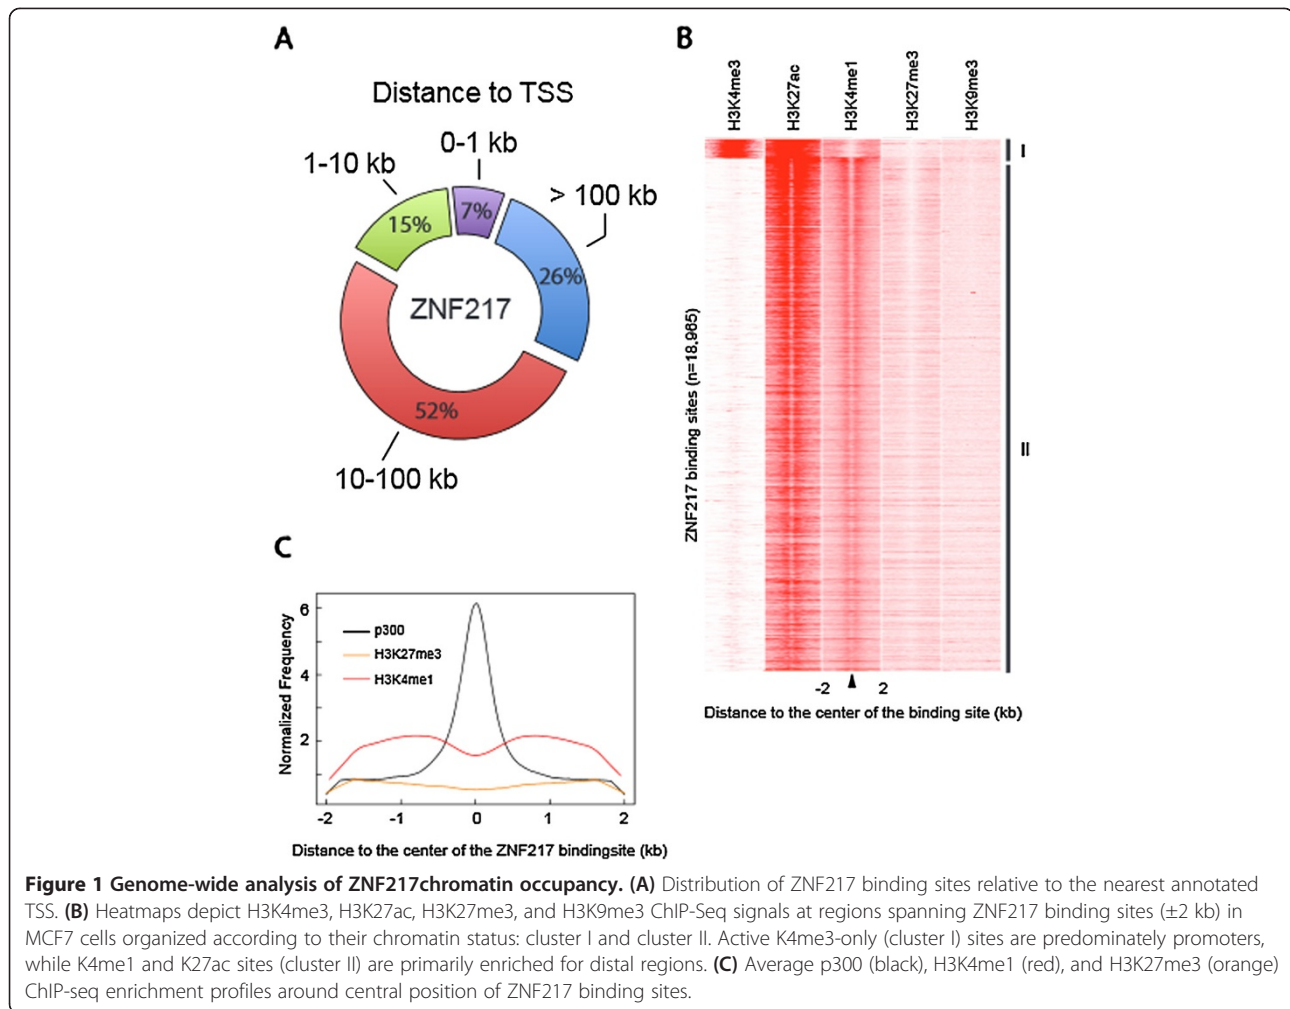 A
Distance to TSS
0-1 kb
1-10 kb
> 100 kb
7%
15%
26%
ZNF217
52%
10-100 kb
B
H3K4me3
H3K27ac
H3K4me1
H3K27me3
H3K9me3
I
II
ZNF217 binding sites (n=18,965)
-2 2
Distance to the center of the binding site (kb)
C
Normalized Frequency
6
4
2
p300
H3K27me3
H3K4me1
-2 -1 0 1 2
Distance to the center of the ZNF217 bindingsite (kb)
Figure 1 Genome-wide analysis of ZNF217chromatin occupancy. (A) Distribution of ZNF217 binding sites relative to the nearest annotated
TSS. (B) Heatmaps depict H3K4me3, H3K27ac, H3K27me3, and H3K9me3 ChIP-Seq signals at regions spanning ZNF217 binding sites (±2 kb) in
MCF7 cells organized according to their chromatin status: cluster I and cluster II. Active K4me3-only (cluster I) sites are predominately promoters,
while K4me1 and K27ac sites (cluster II) are primarily enriched for distal regions. (C) Average p300 (black), H3K4me1 (red), and H3K27me3 (orange)
ChIP-seq enrichment profiles around central position of ZNF217 binding sites.